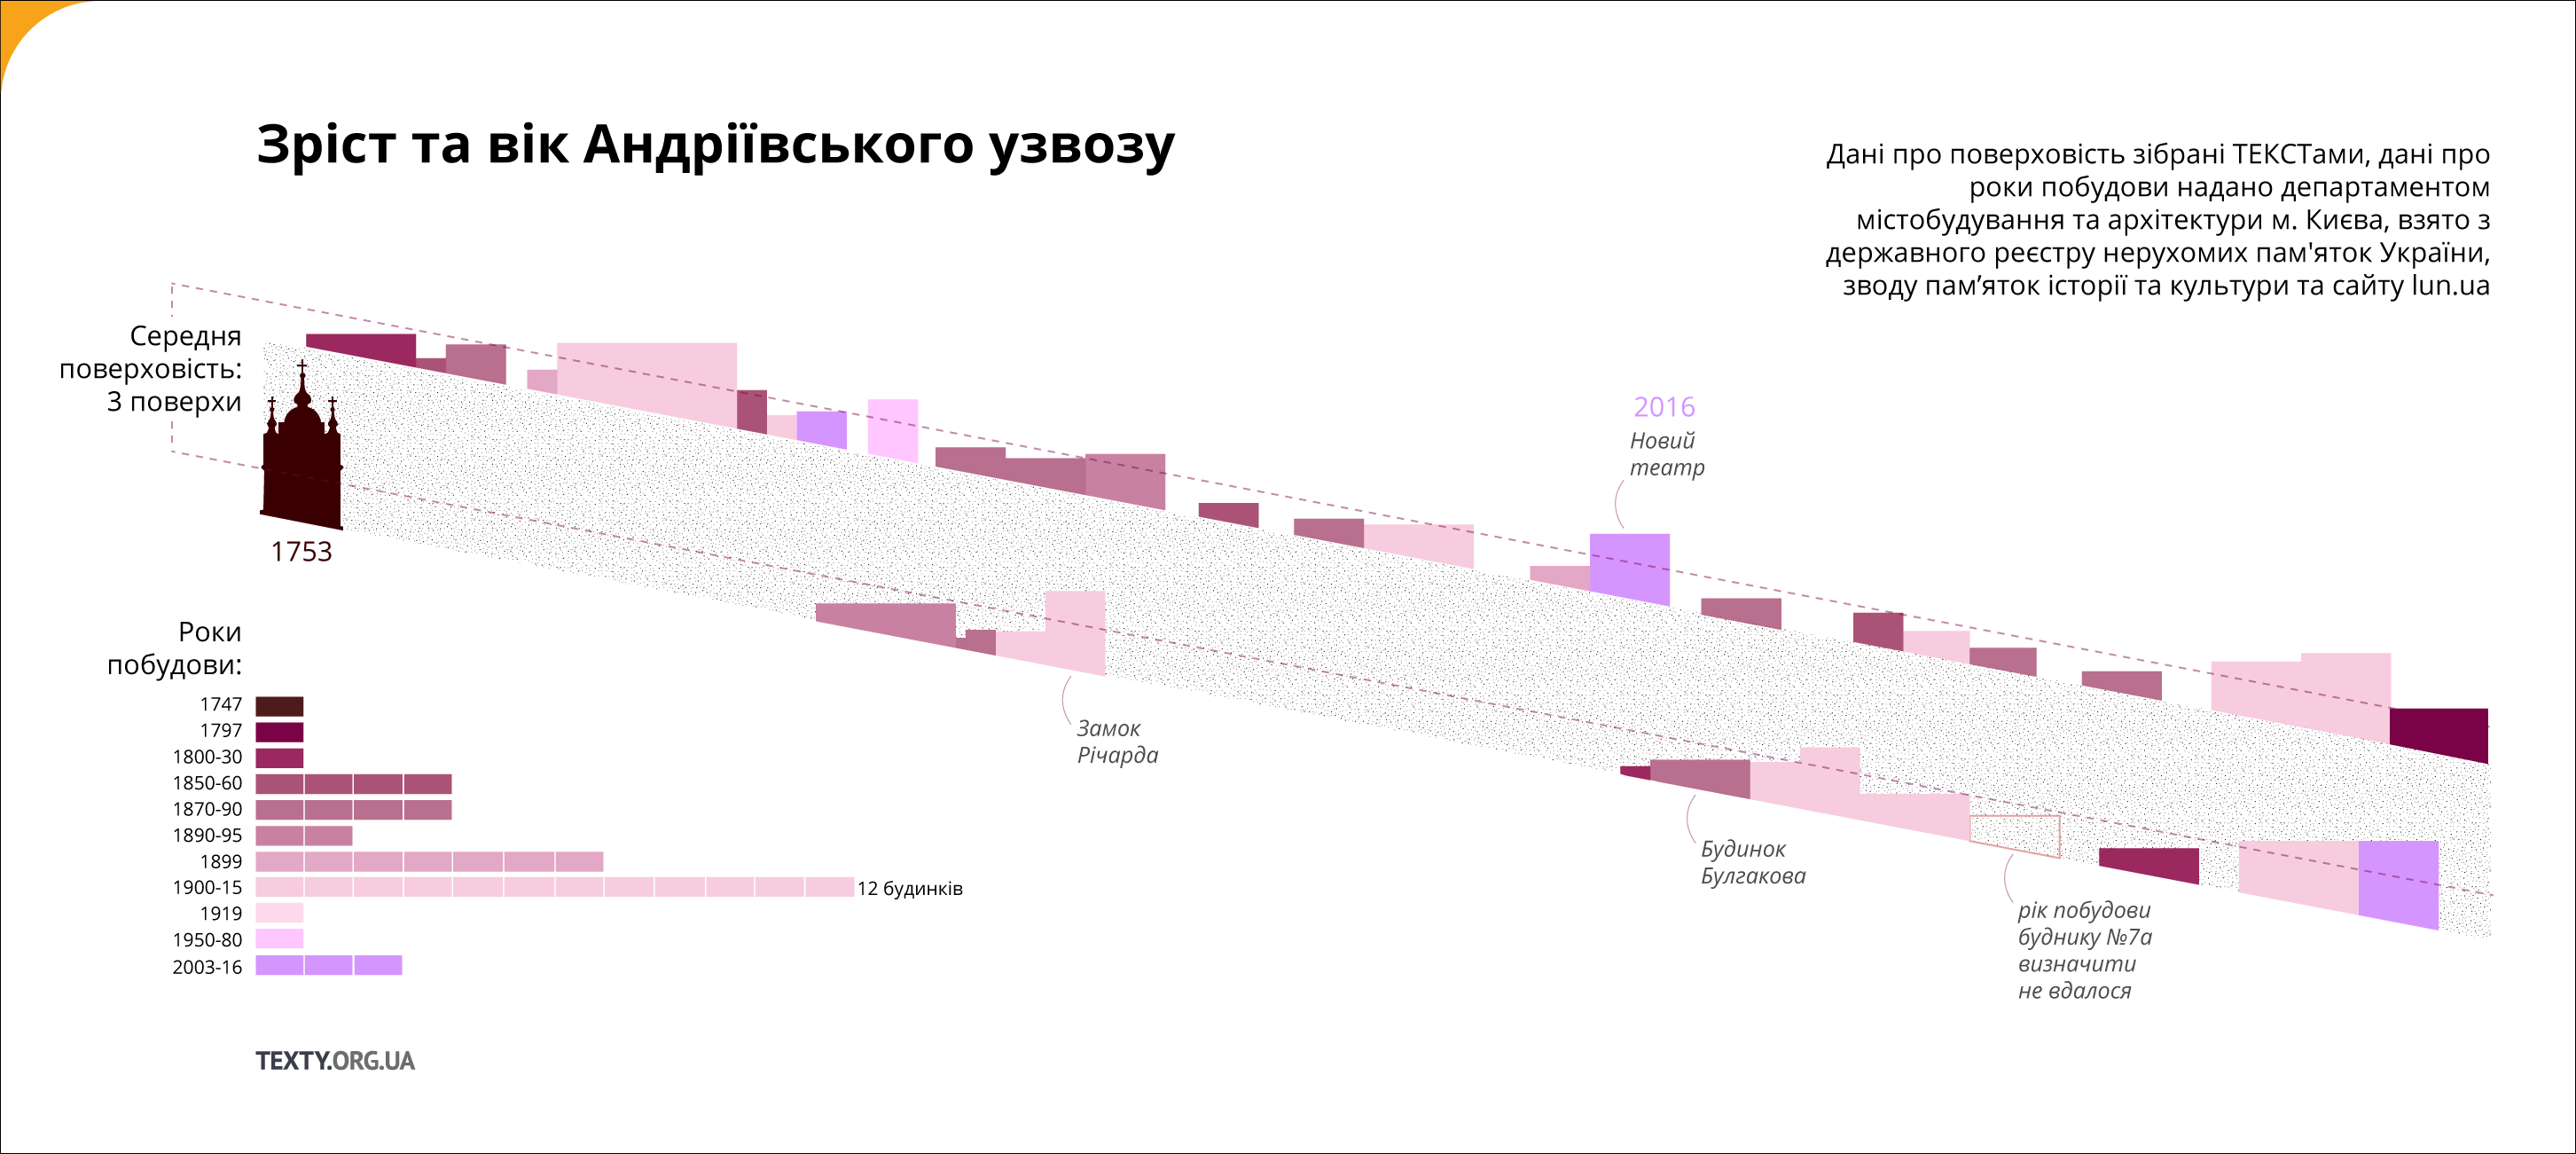 Зріст та вік Андріївського узвозу
Дані про поверховість зібрані ТЕКСТами, дані про
роки побудови надано департаментом
містобудування та архітектури м. Києва, взято з
державного реєстру нерухомих пам'яток України,
зводу пам’яток історії та культури та сайту lun.ua
Середня
поверховість:
3 поверхи
1753
2016
Новий
театр
Замок
Річарда
Будинок
Булгакова
рік побудови
буднику №7а
визначити
не вдалося
Роки
побудови:
1747
1797
1800-30
1850-60
1870-90
1890-95
1899
1900-15
12 будинків
1919
1950-80
2003-16
TEXTY.ORG.UA